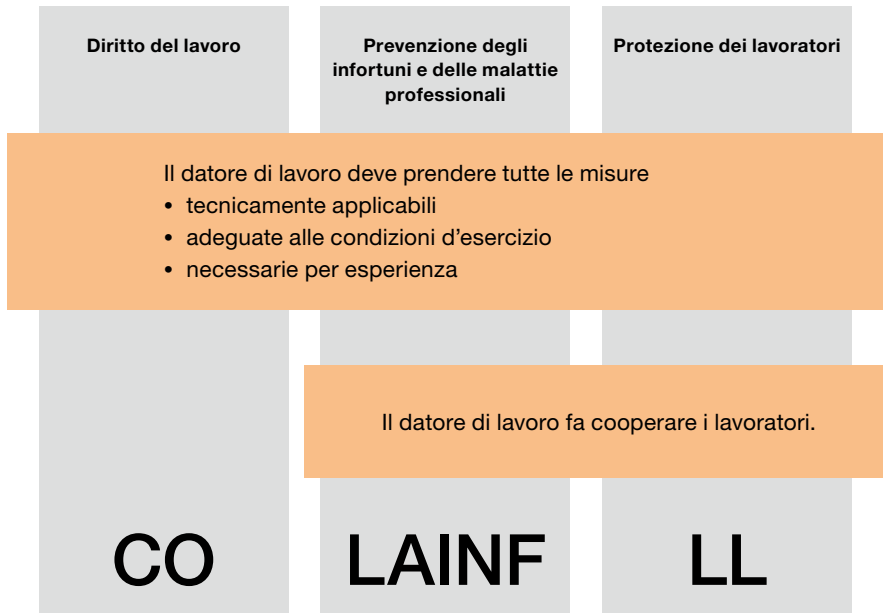 Diritto del lavoro
Prevenzione degli
infortuni e delle malattie
professionali
Protezione dei lavoratori
Il datore di lavoro deve prendere tutte le misure
• tecnicamente applicabili
• adeguate alle condizioni d’esercizio
• necessarie per esperienza
Il datore di lavoro fa cooperare i lavoratori.
CO
LAINF
LL